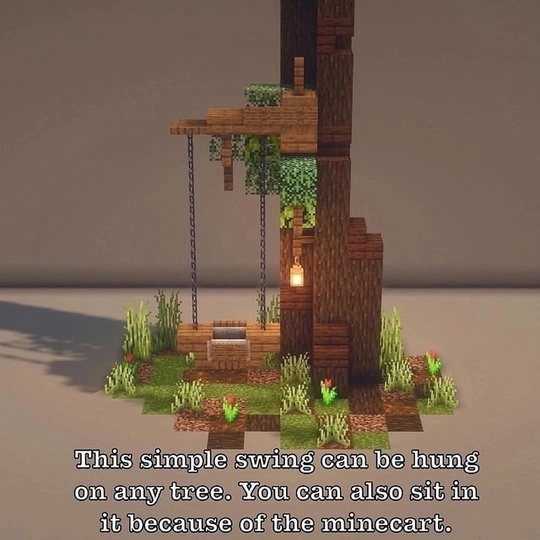 This simple swing can be hung
on any tree. You can also sit in
it because of the minecart.